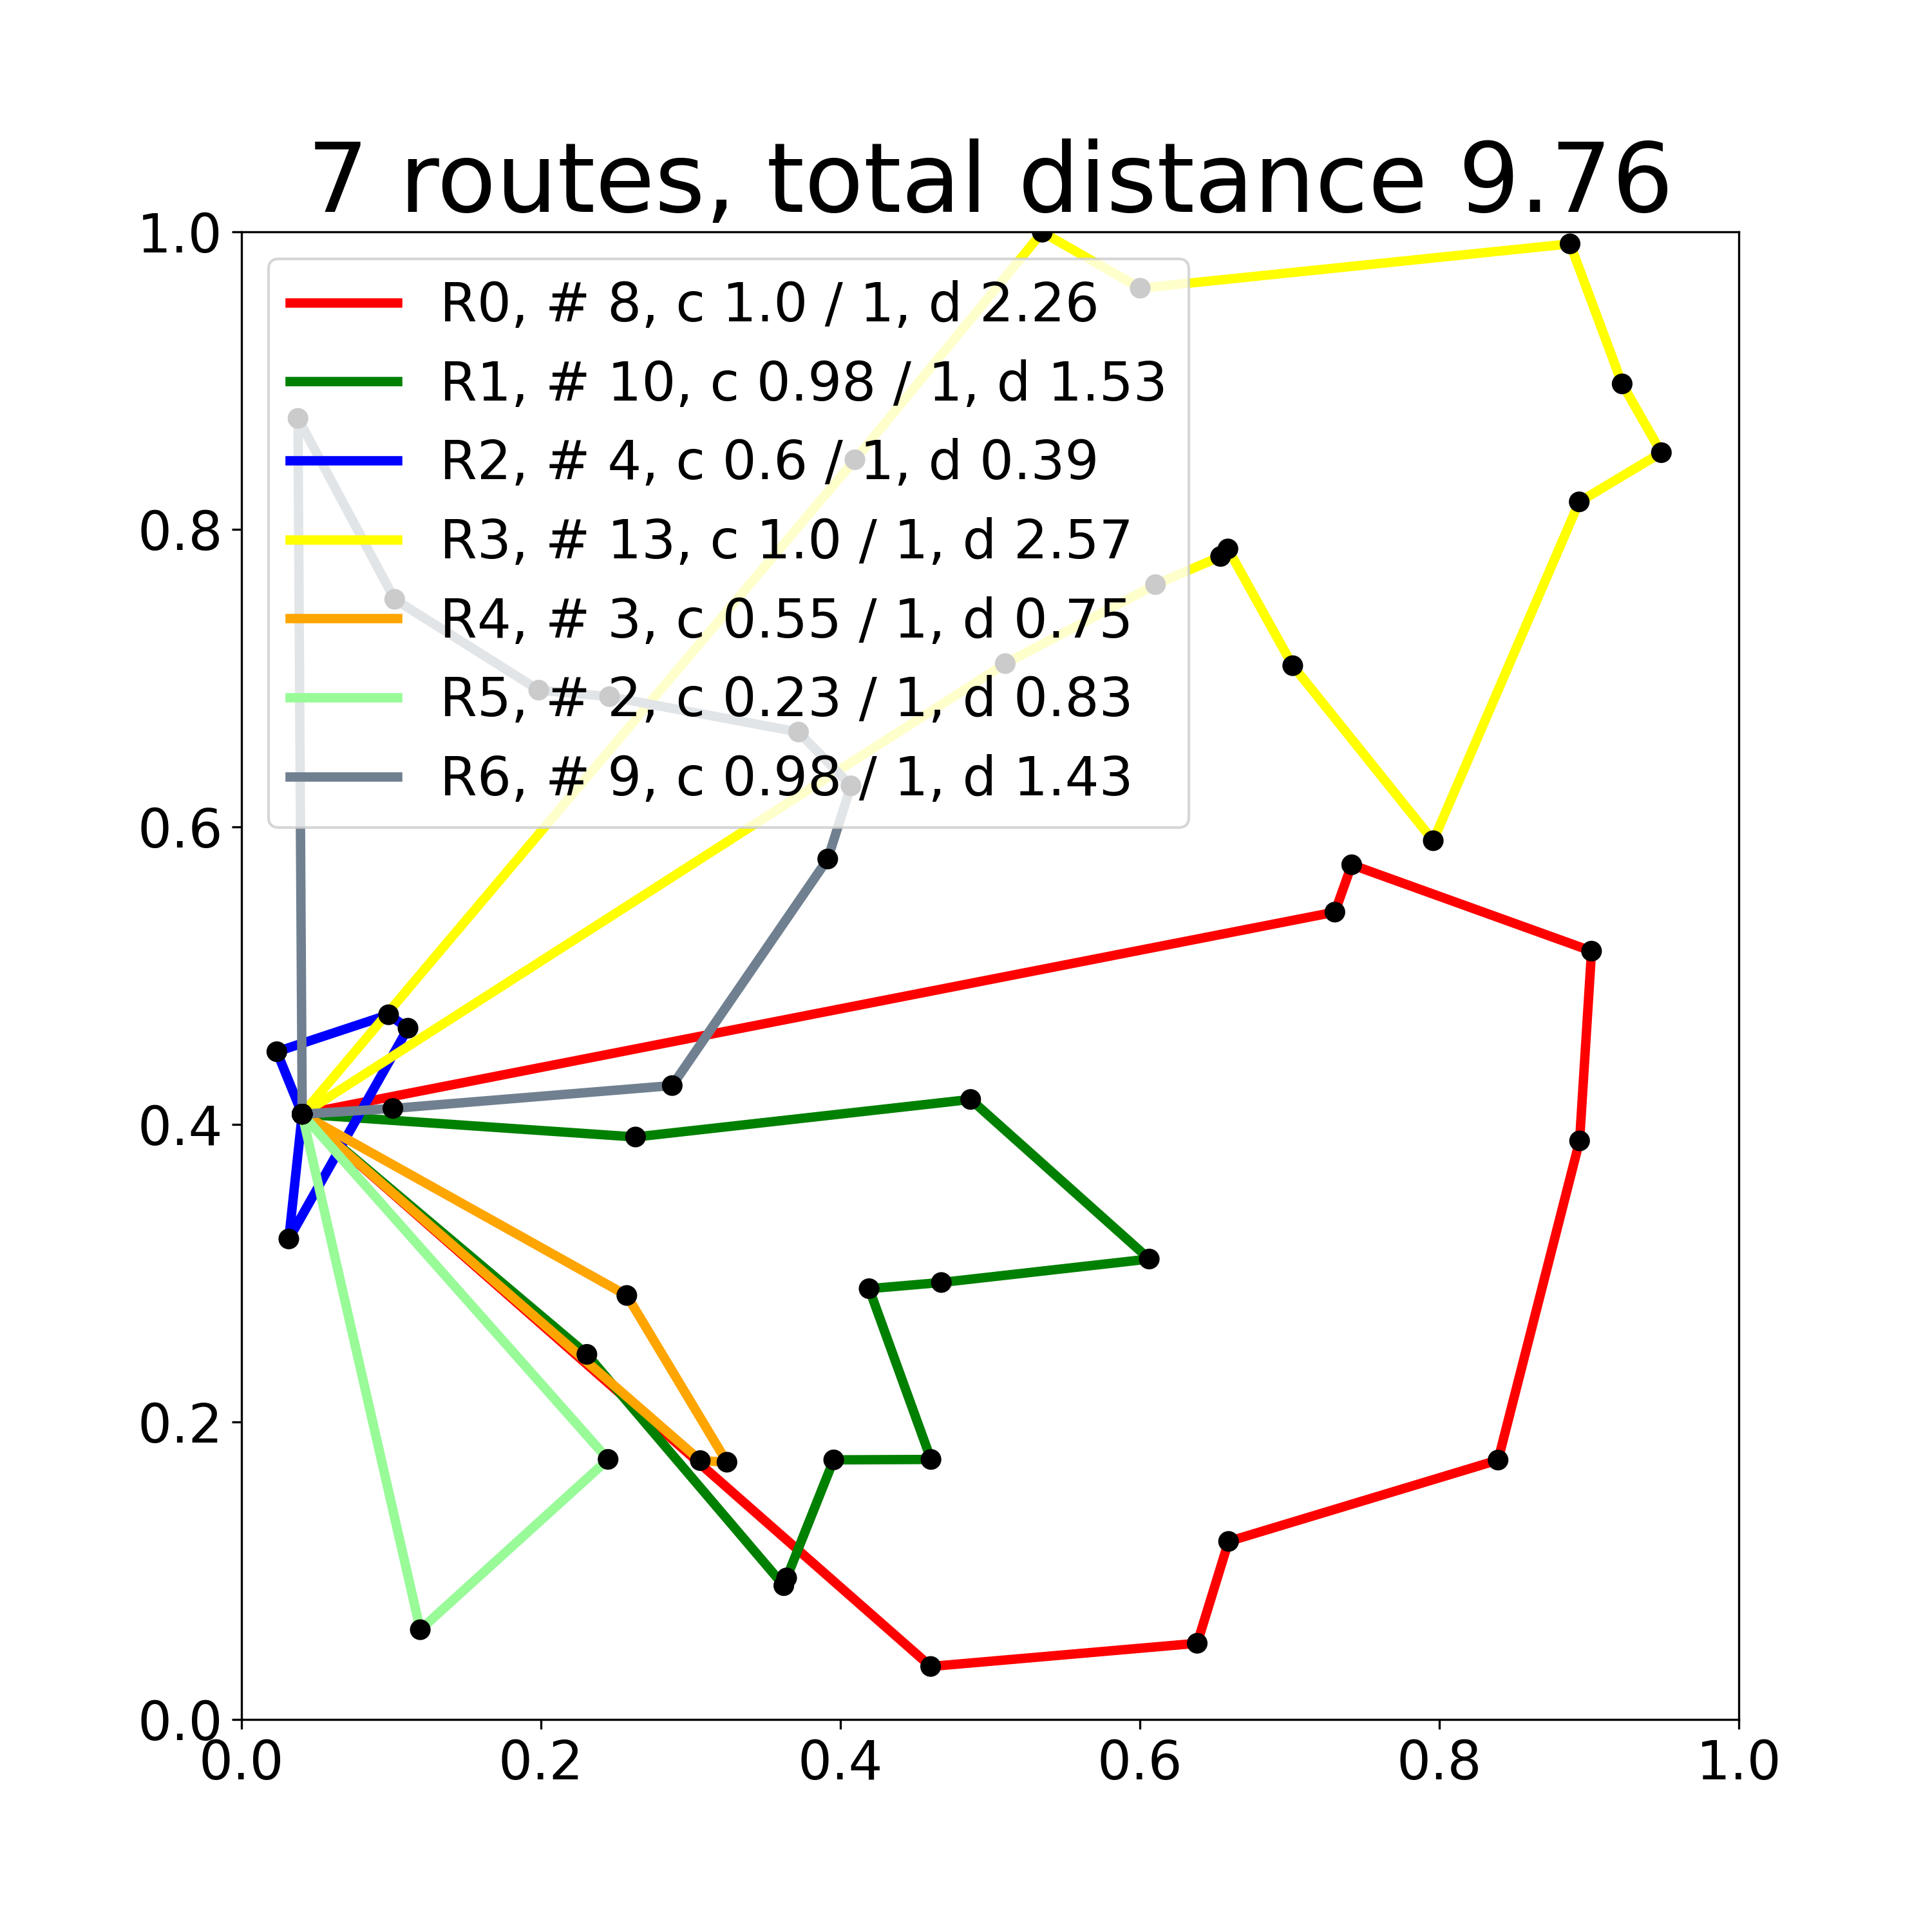 7 routes, total distance 9.76
1.0
R0, # 8, c 1.0 / 1, d 2.26
R1, # 10, c 0.98 / 1, d 1.53
R2, # 4, c 0.6 / 1, d 0.39
R3, # 13, c 1.0 / 1, d 2.57
R4, # 3, c 0.55 / 1, d 0.75
R5, # 2, c 0.23 / 1, d 0.83
R6, # 9, c 0.98 / 1, d 1.43
0.8
0.6
0.4
0.2
0.0
0.0 0.2 0.4 0.6 0.8 1.0